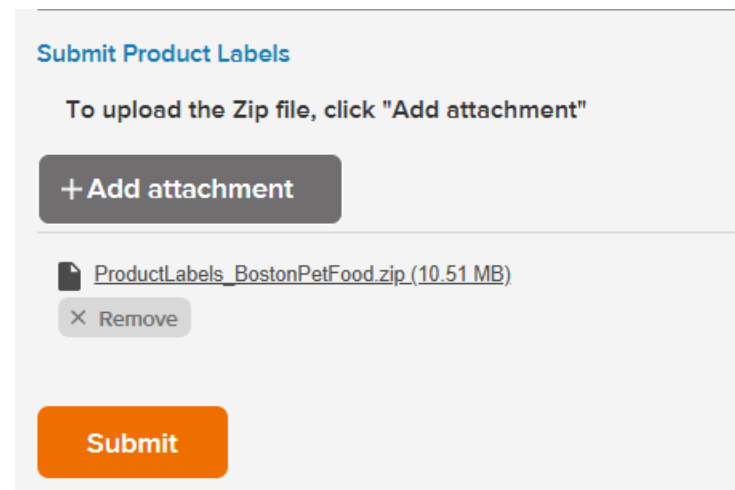 Submit Product Labels
To upload the Zip file, click "Add attachment"
+Add attachment
ProductLabels_BostonPetFood.zip (10.51 MB)
× Remove
Submit